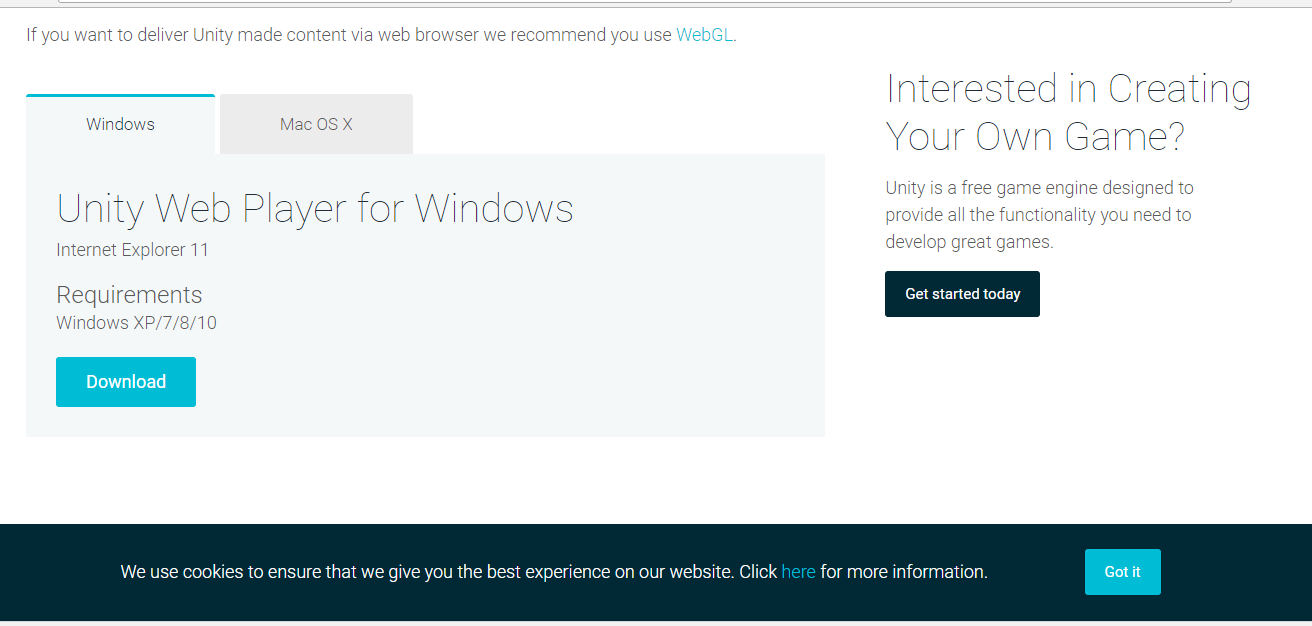 If you want to deliver Unity made content via web browser we recommend you use WebGL.
Windows
Mac OS X
Unity Web Player for Windows
Internet Explorer 11
Requirements
Windows XP/7/8/10
Download
Interested in Creating
Your Own Game?
Unity is a free game engine designed to
provide all the functionality you need to
develop great games.
Get started today
We use cookies to ensure that we give you the best experience on our website. Click here for more information.
Got it